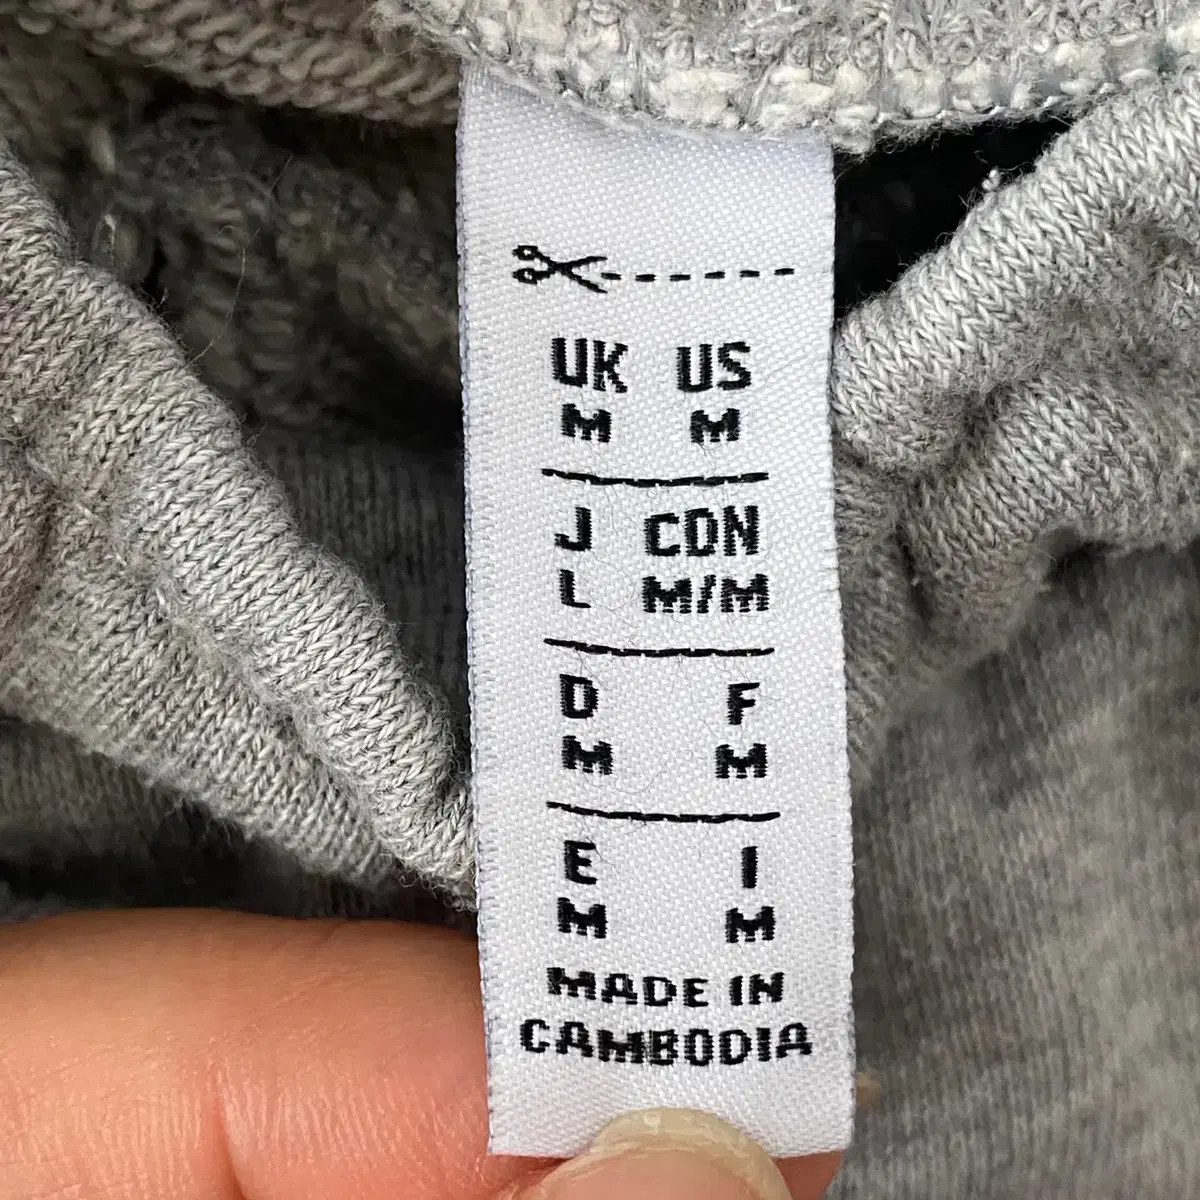 UK US
M M
J CDN
L M/M
D F
M M
E I
M M
MADE IN
CAMBODIA